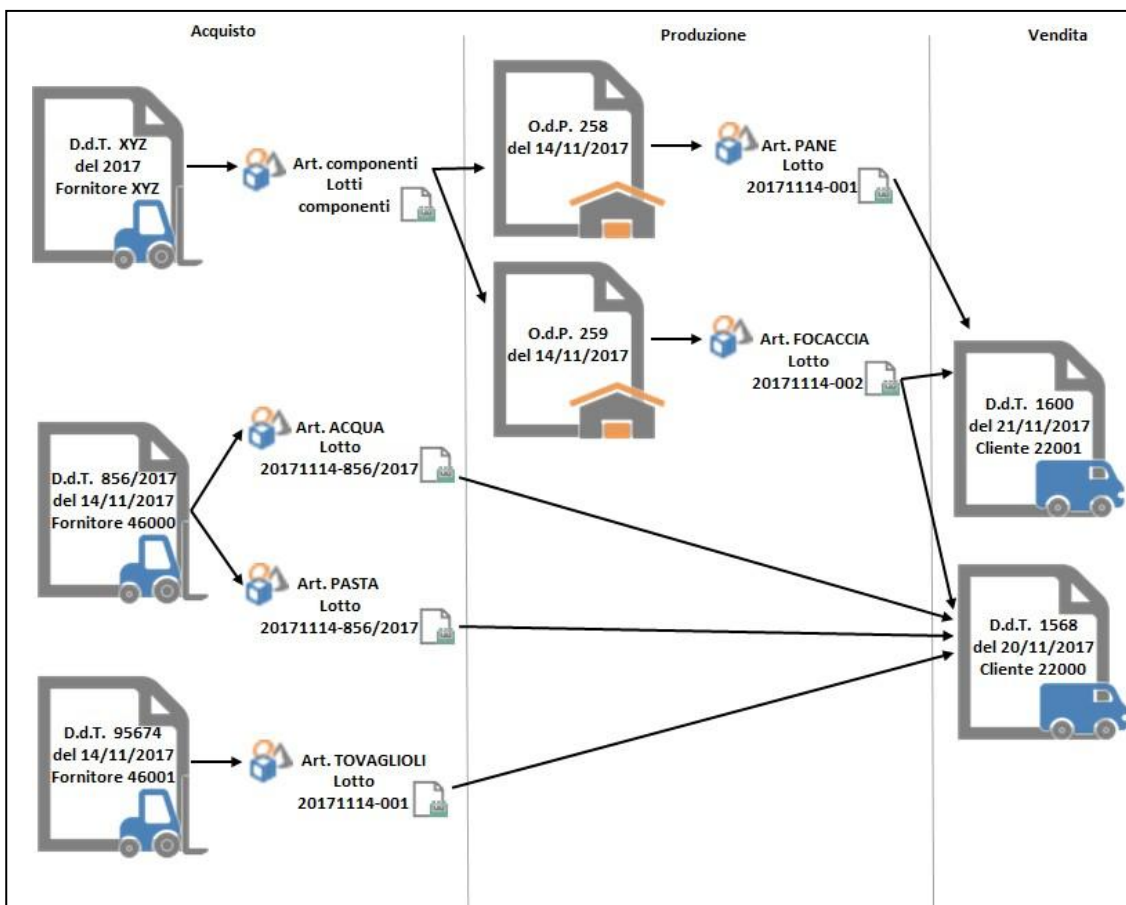 Acquisto
Produzione
Vendita
D.d.T. XYZ
del 2017
Fornitore XYZ
Art. componenti
Lotti
componenti
O.d.P. 258
del 14/11/2017
Art. PANE
Lotto
20171114-001
O.d.P. 259
del 14/11/2017
Art. FOCACCIA
Lotto
20171114-002
D.d.T. 1600
del 21/11/2017
Cliente 22001
D.d.T. 856/2017
del 14/11/2017
Fornitore 46000
Art. ACQUA
Lotto
20171114-856/2017
Art. PASTA
Lotto
20171114-856/2017
D.d.T. 1568
del 20/11/2017
Cliente 22000
D.d.T. 95674
del 14/11/2017
Fornitore 46001
Art. TOVAGLIOLI
Lotto
20171114-001